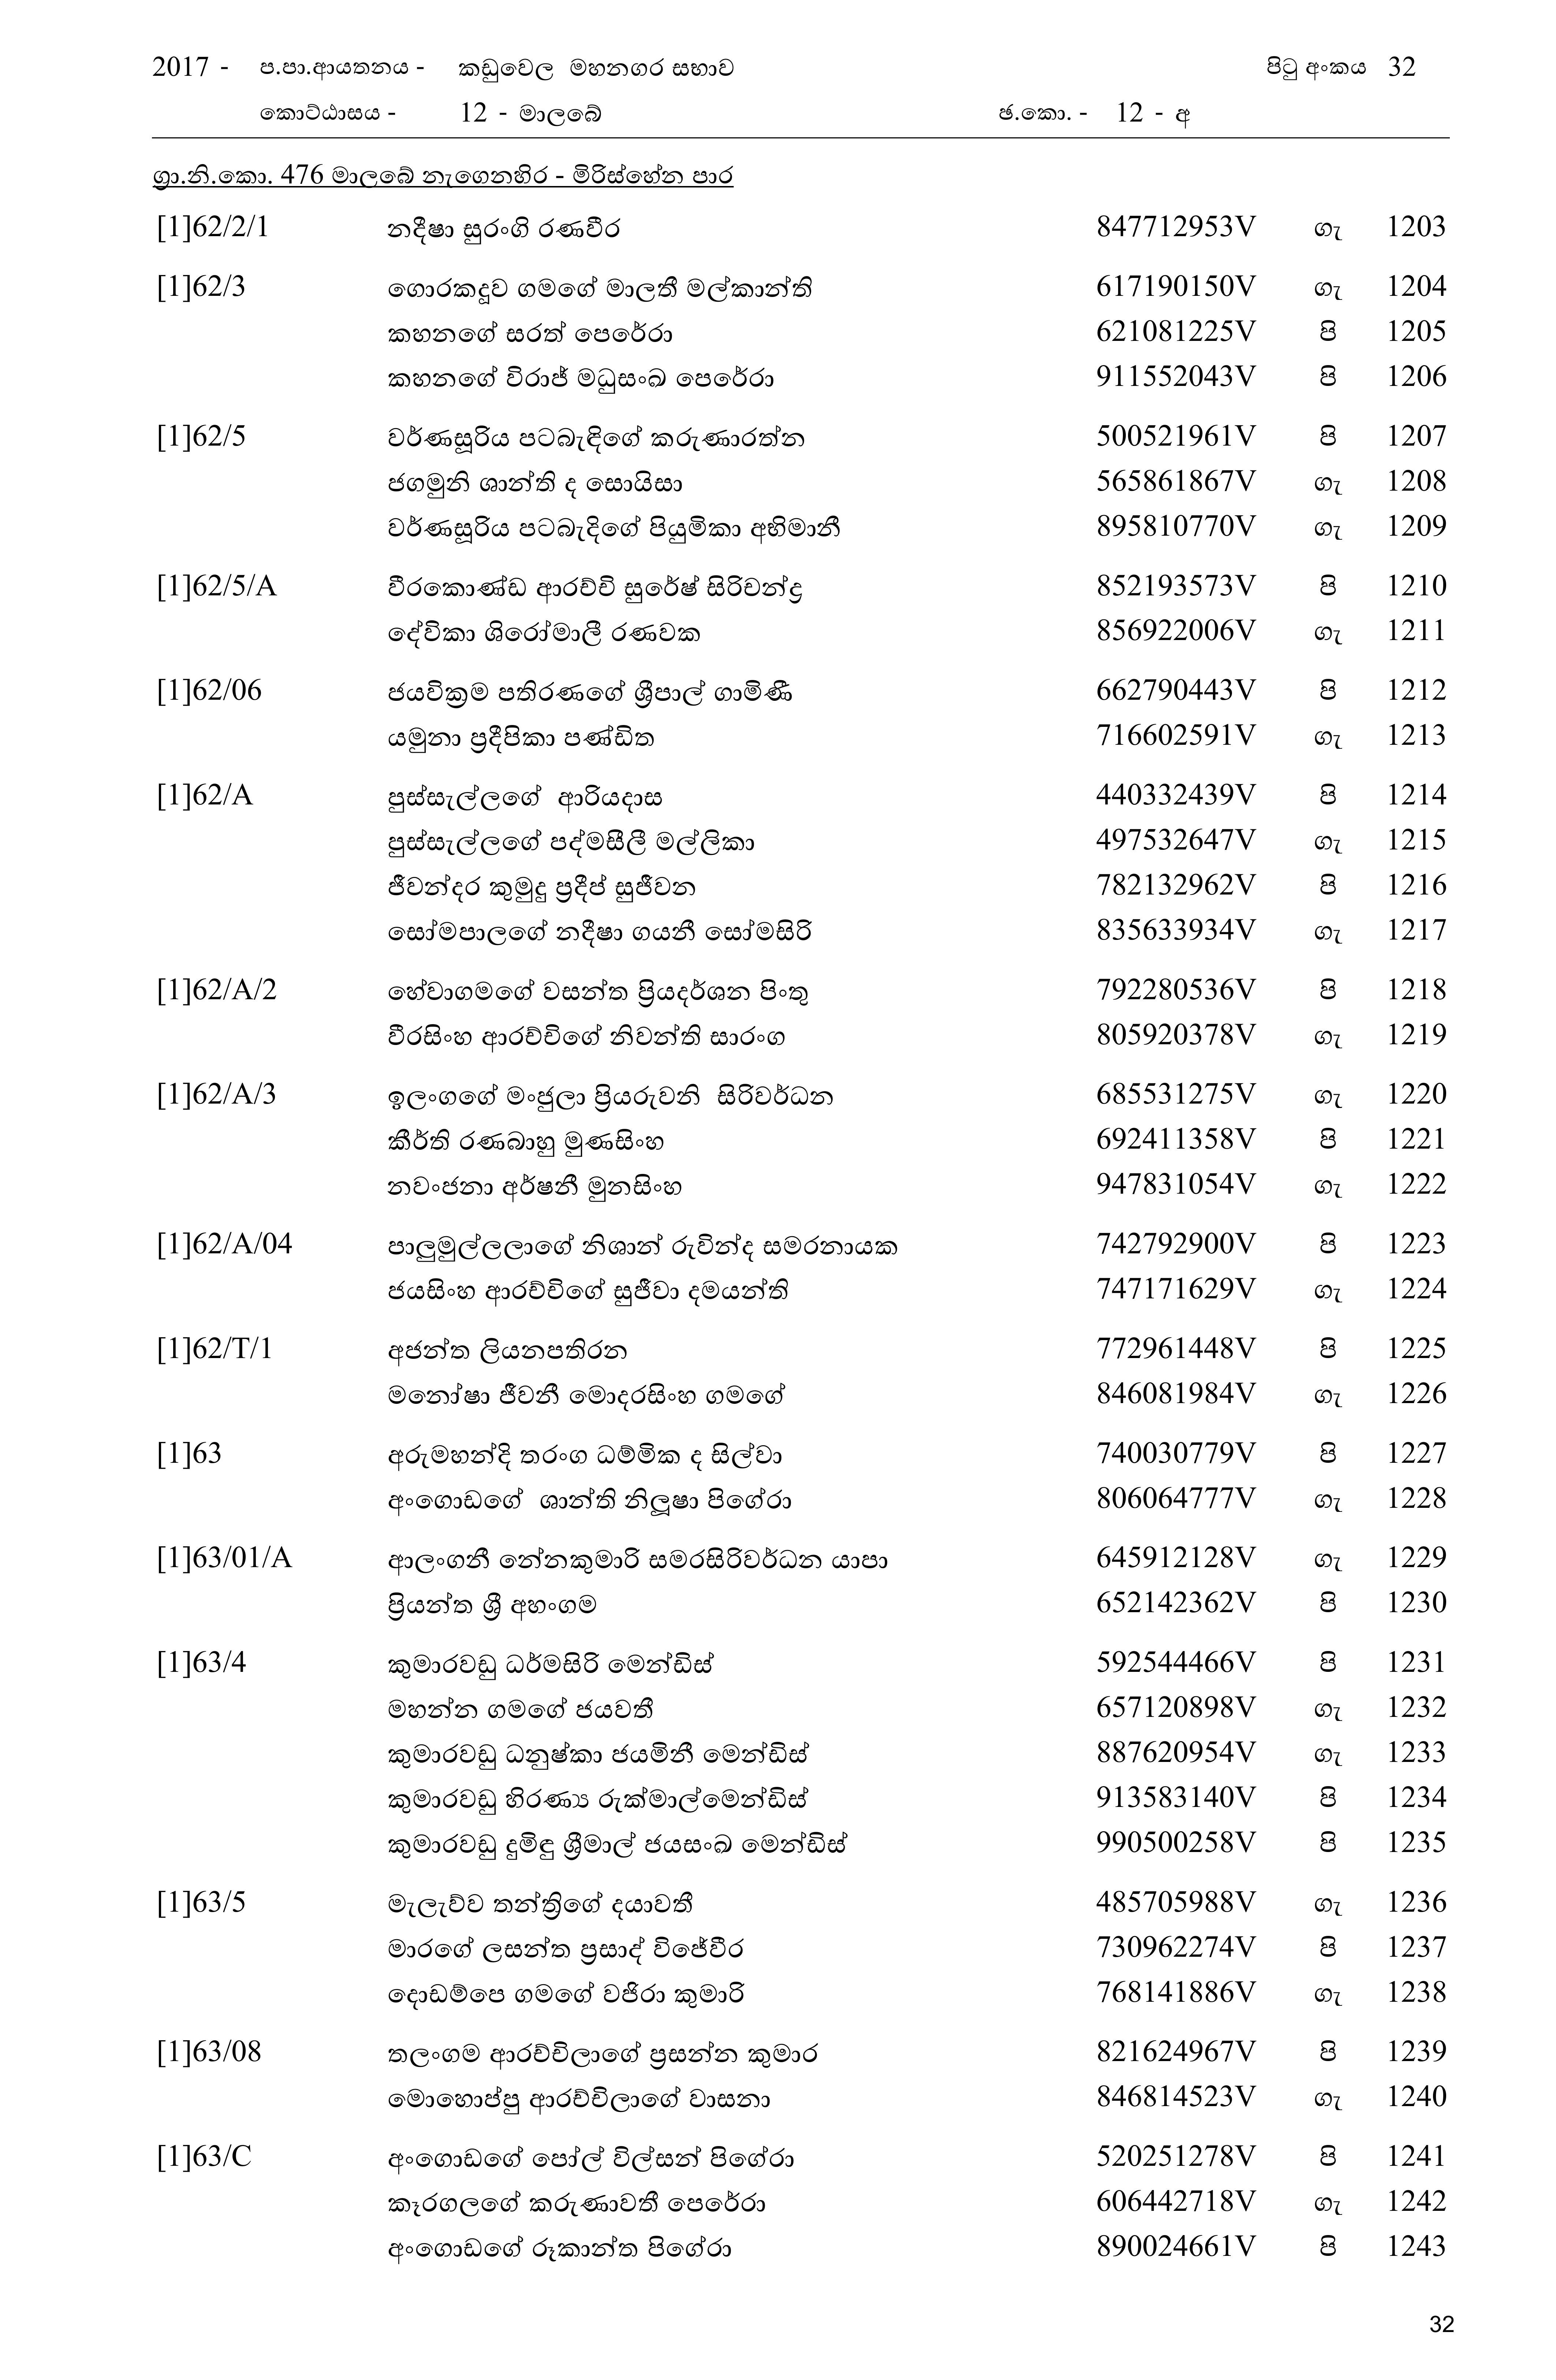 2017 - ප.පා.ආයතනය - කඩුවෙල මහනගර සභාව පිටු අංකය 32
කොට්ඨාසය - 12 - මාලබේ ඡ.කො. - 12 - අ
ග්‍රා.නි.කො. 476 මාලබේ නැගෙනහිර - මිරිස්හේන පාර
[1]62/2/1 නදීෂා සුරංගි රණවීර 847712953V ගැ 1203
[1]62/3 ගොරකදූව ගමගේ මාලතී මල්කාන්ති 617190150V ගැ 1204
කහනගේ සරත් පෙරේරා 621081225V පි 1205
කහනගේ විරාජ් මධුසංඛ පෙරේරා 911552043V පි 1206
[1]62/5 වර්ණසූරිය පටබැඳිගේ කරුණාරත්න 500521961V පි 1207
ජගමුනි ශාන්ති ද සොයිසා 565861867V ගැ 1208
වර්ණසූරිය පටබැදිගේ පියුමිකා අභිමානී 895810770V ගැ 1209
[1]62/5/A වීරකොණ්ඩ ආරච්චි සුරේෂ් සිරිචන්ද්‍ර 852193573V පි 1210
දේවිකා ශිරෝමාලී රණවක 856922006V ගැ 1211
[1]62/06 ජයවික්‍රම පතිරණගේ ශ්‍රීපාල් ගාමිණී 662790443V පි 1212
යමුනා ප්‍රදීපිකා පණ්ඩිත 716602591V ගැ 1213
[1]62/A පුස්සැල්ලගේ ආරියදාස 440332439V පි 1214
පුස්සැල්ලගේ පද්මසීලී මල්ලිකා 497532647V ගැ 1215
ජීවන්දර කුමුදු ප්‍රදීප් සුජීවන 782132962V පි 1216
සෝමපාලගේ නදීෂා ගයනී සෝමසිරි 835633934V ගැ 1217
[1]62/A/2 හේවාගමගේ වසන්ත ප්‍රියදර්ශන පිංතු 792280536V පි 1218
වීරසිංහ ආරච්චිගේ නිවන්ති සාරංග 805920378V ගැ 1219
[1]62/A/3 ඉලංගගේ මංජුලා ප්‍රියරුවනි සිරිවර්ධන 685531275V ගැ 1220
කීර්ති රණබාහු මුණසිංහ 692411358V පි 1221
නවංජනා අර්ෂනී මුනසිංහ 947831054V ගැ 1222
[1]62/A/04 පාලුමුල්ලලාගේ නිශාන් රුවින්ද සමරනායක 742792900V පි 1223
ජයසිංහ ආරච්චිගේ සුජීවා දමයන්ති 747171629V ගැ 1224
[1]62/T/1 අජන්ත ලියනපතිරන 772961448V පි 1225
මනෝෂා ජීවනී මොදරසිංහ ගමගේ 846081984V ගැ 1226
[1]63 අරුමහන්දි තරංග ධම්මික ද සිල්වා 740030779V පි 1227
අංගොඩගේ ශාන්ති නිලූෂා පිගේරා 806064777V ගැ 1228
[1]63/01/A ආලංගනී නේනකුමාරි සමරසිරිවර්ධන යාපා 645912128V ගැ 1229
ප්‍රියන්ත ශ්‍රී අහංගම 652142362V පි 1230
[1]63/4 කුමාරවඩු ධර්මසිරි මෙන්ඩිස් 592544466V පි 1231
මහන්න ගමගේ ජයවතී 657120898V ගැ 1232
කුමාරවඩු ධනුෂ්කා ජයමිනී මෙන්ඩිස් 887620954V ගැ 1233
කුමාරවඩු හිරණ්‍ය රුක්මාල්මෙන්ඩිස් 913583140V පි 1234
කුමාරවඩු දුමිඳු ශ්‍රීමාල් ජයසංඛ මෙන්ඩිස් 990500258V පි 1235
[1]63/5 මැලැව්ව තන්ත්‍රිගේ දයාවතී 485705988V ගැ 1236
මාරගේ ලසන්ත ප්‍රසාද් විජේවීර 730962274V පි 1237
දොඩම්පෙ ගමගේ වජිරා කුමාරි 768141886V ගැ 1238
[1]63/08 තලංගම ආරච්චිලාගේ ප්‍රසන්න කුමාර 821624967V පි 1239
මොහොප්පු ආරච්චිලාගේ වාසනා 846814523V ගැ 1240
[1]63/C අංගොඩගේ පෝල් විල්සන් පිගේරා 520251278V පි 1241
කෑරගලගේ කරුණාවතී පෙරේරා 606442718V ගැ 1242
අංගොඩගේ රූකාන්ත පිගේරා 890024661V පි 1243
32